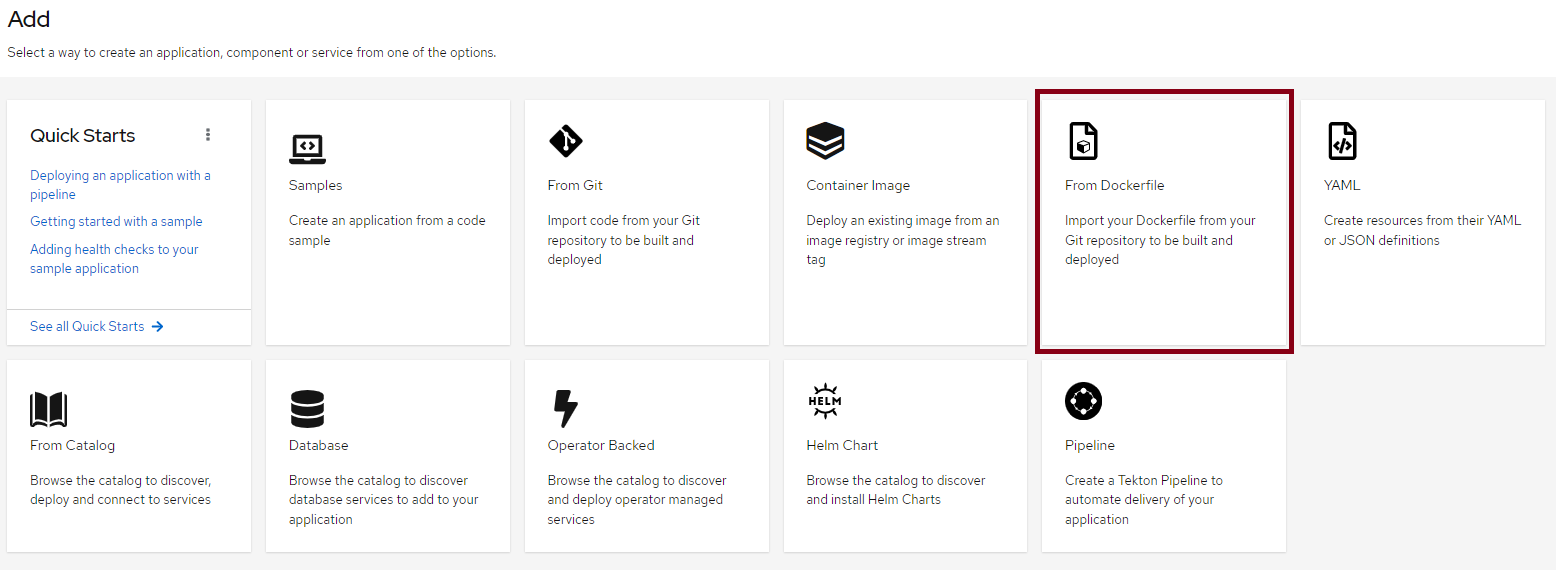 Add
Select a way to create an application, component or service from one of the options.
Quick Starts
Deploying an application with a
pipeline
Getting started with a sample
Adding health checks to your
sample application
See all Quick Starts
Samples
Create an application from a code
sample
From Git
Import code from your Git
repository to be built and
deployed
Container Image
Deploy an existing image from an
image registry or image stream
tag
From Dockerfile
Import your Dockerfile from your
Git repository to be built and
deployed
YAML
Create resources from their YAML
or JSON definitions
From Catalog
Browse the catalog to discover,
deploy and connect to services
Database
Browse the catalog to discover
database services to add to your
application
Operator Backed
Browse the catalog to discover
and deploy operator managed
services
HELM
Helm Chart
Browse the catalog to discover
and install Helm Charts
Pipeline
Create a Tekton Pipeline to
automate delivery of your
application